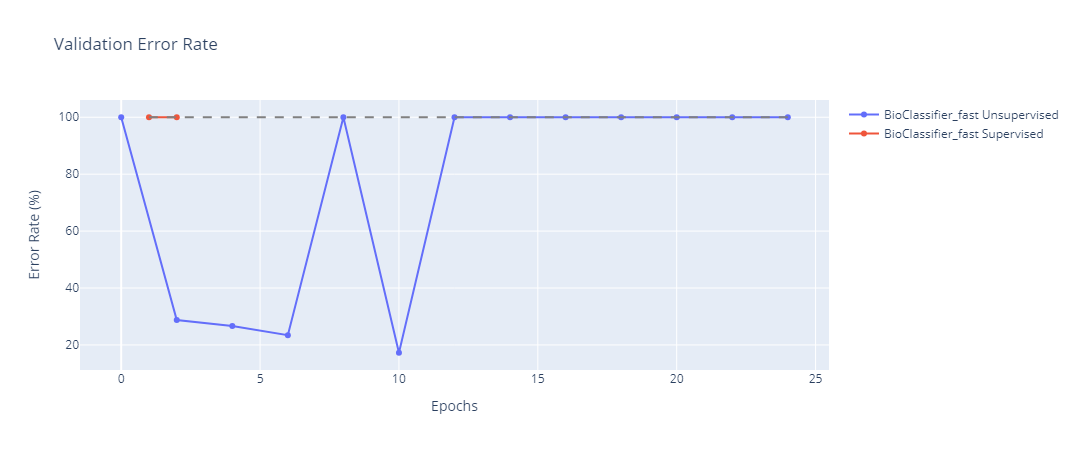 Validation Error Rate
100
80
60
40
20
Error Rate (%)
0 5 10 15 20 25
Epochs
BioClassifier_fast Unsupervised
BioClassifier_fast Supervised